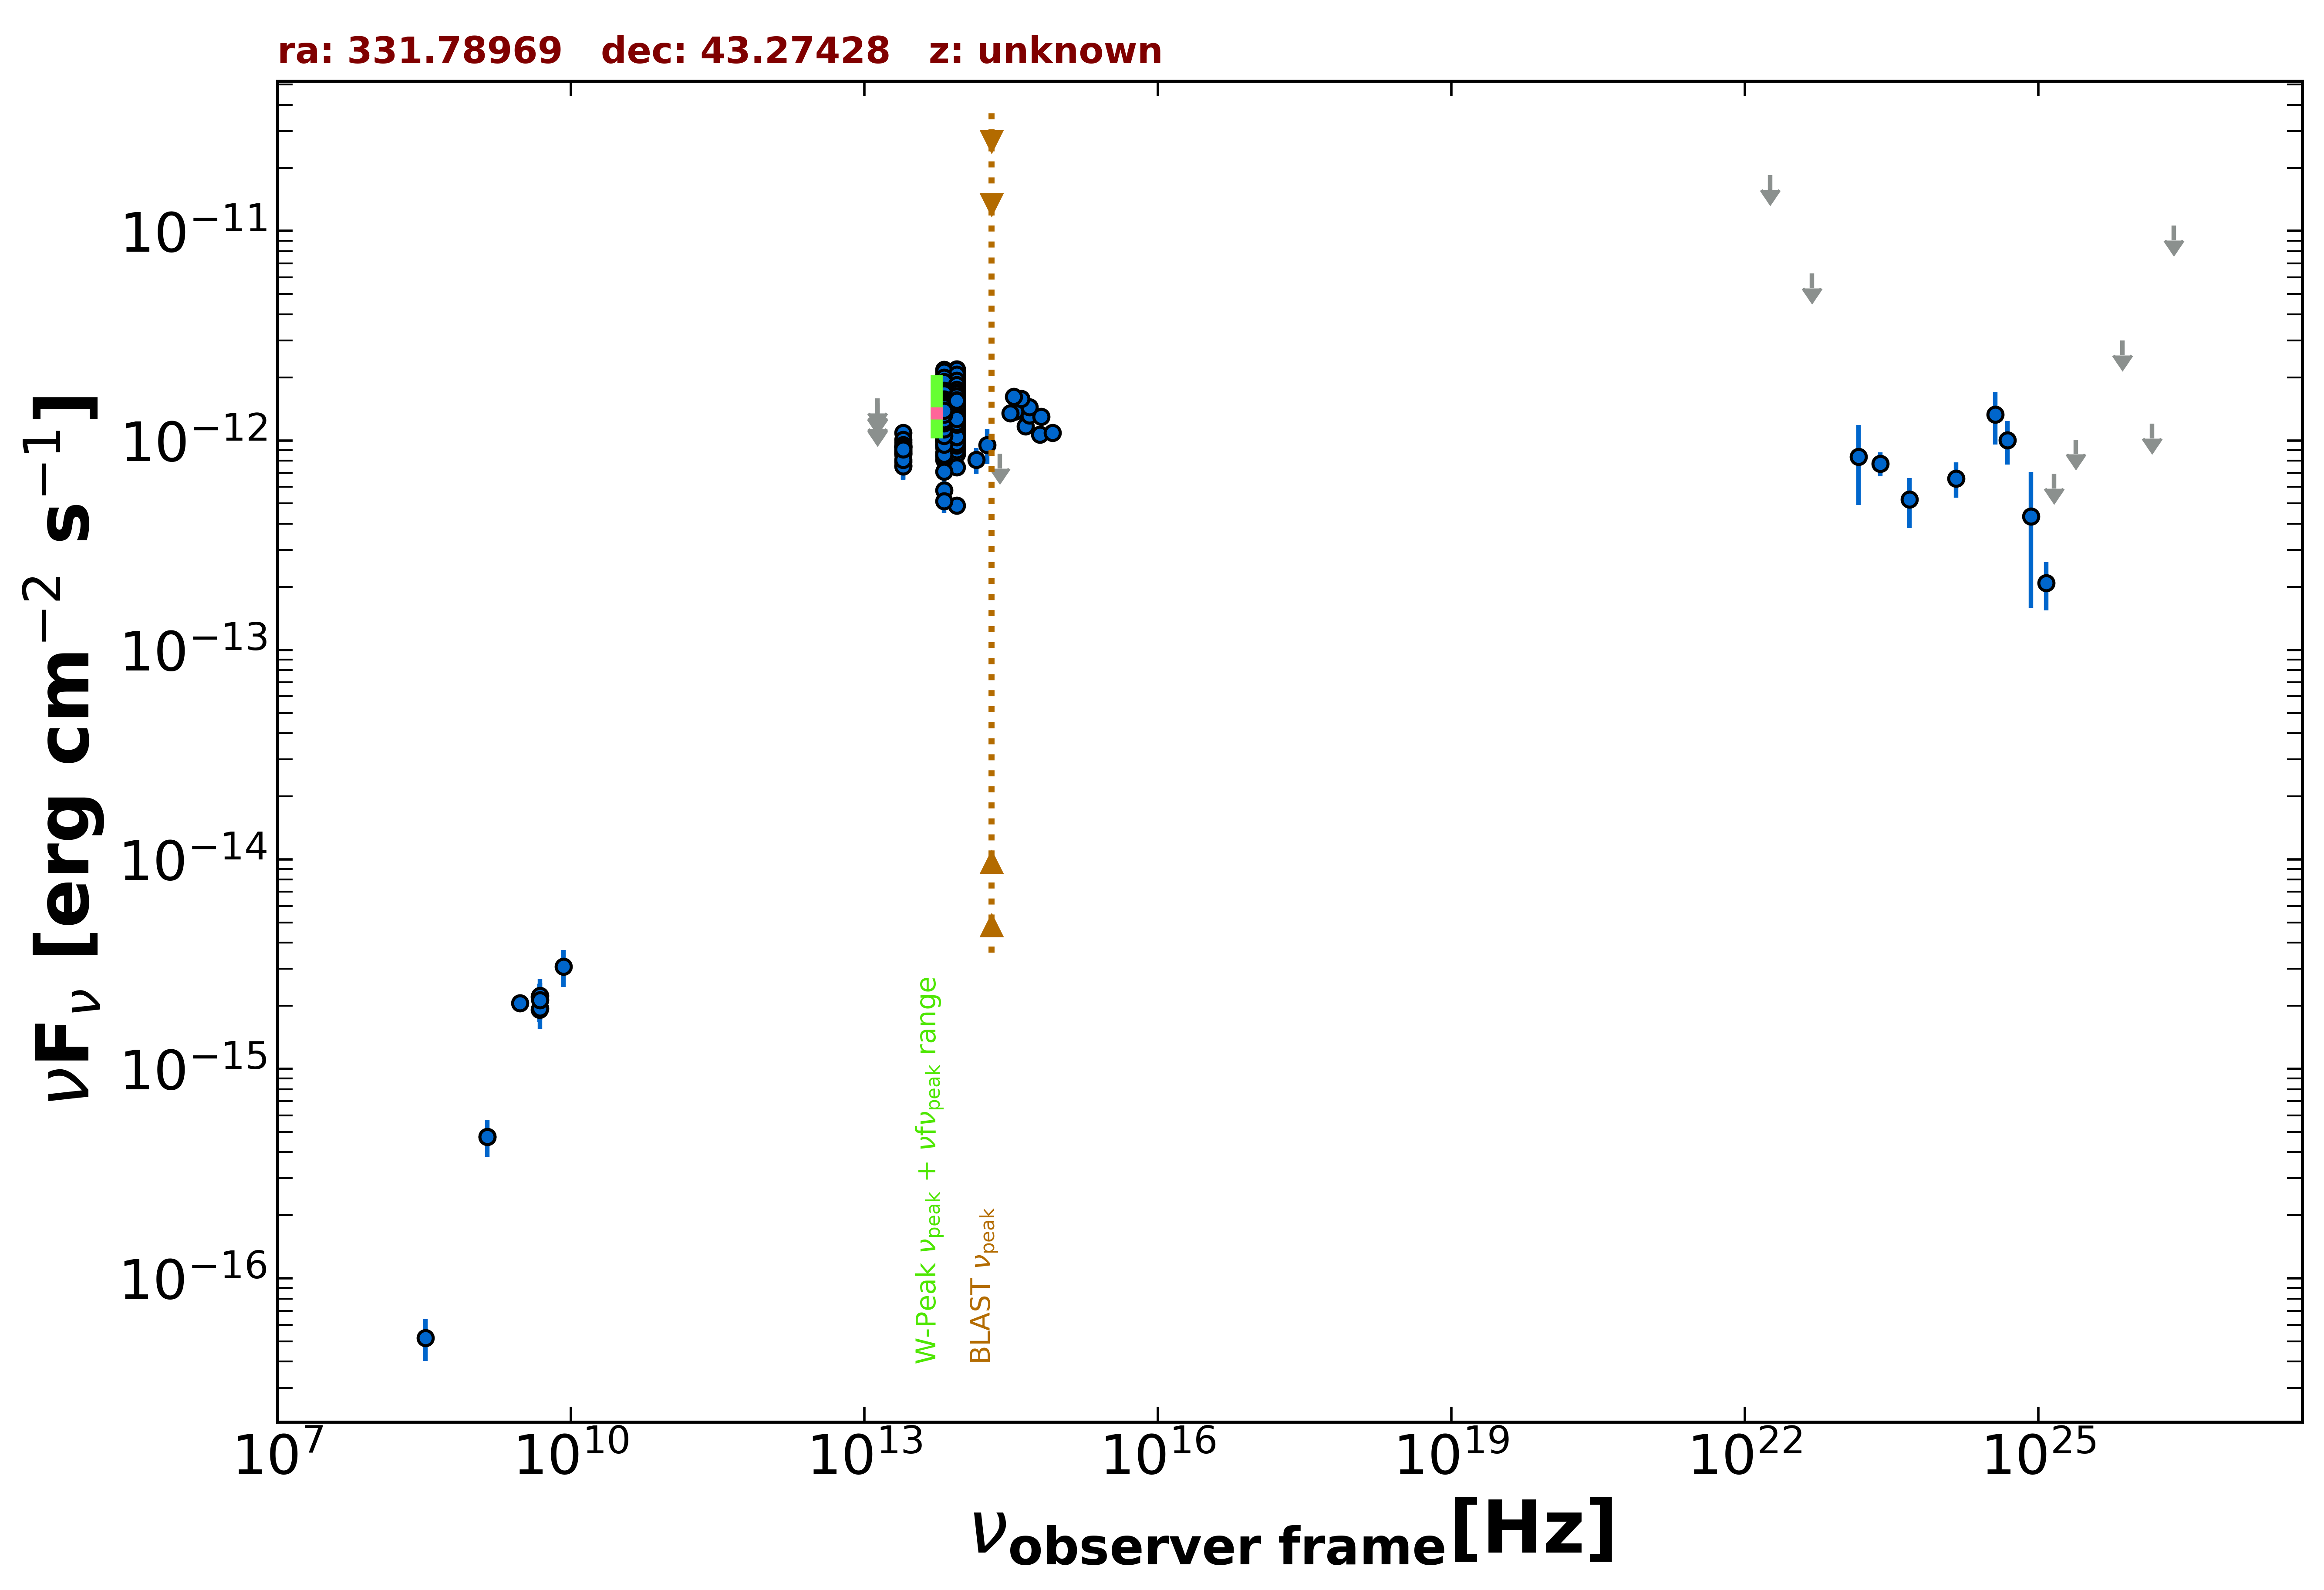 ra: 331.78969 dec: 43.27428 z: unknown
νFν [erg cm−2 s−1]
10−11
10−12
10−13
10−14
10−15
10−16
W-Peak νpeak + νfνpeak range
BLAST νpeak
107 1010 1013 1016 1019 1022 1025
νobserver frame[Hz]